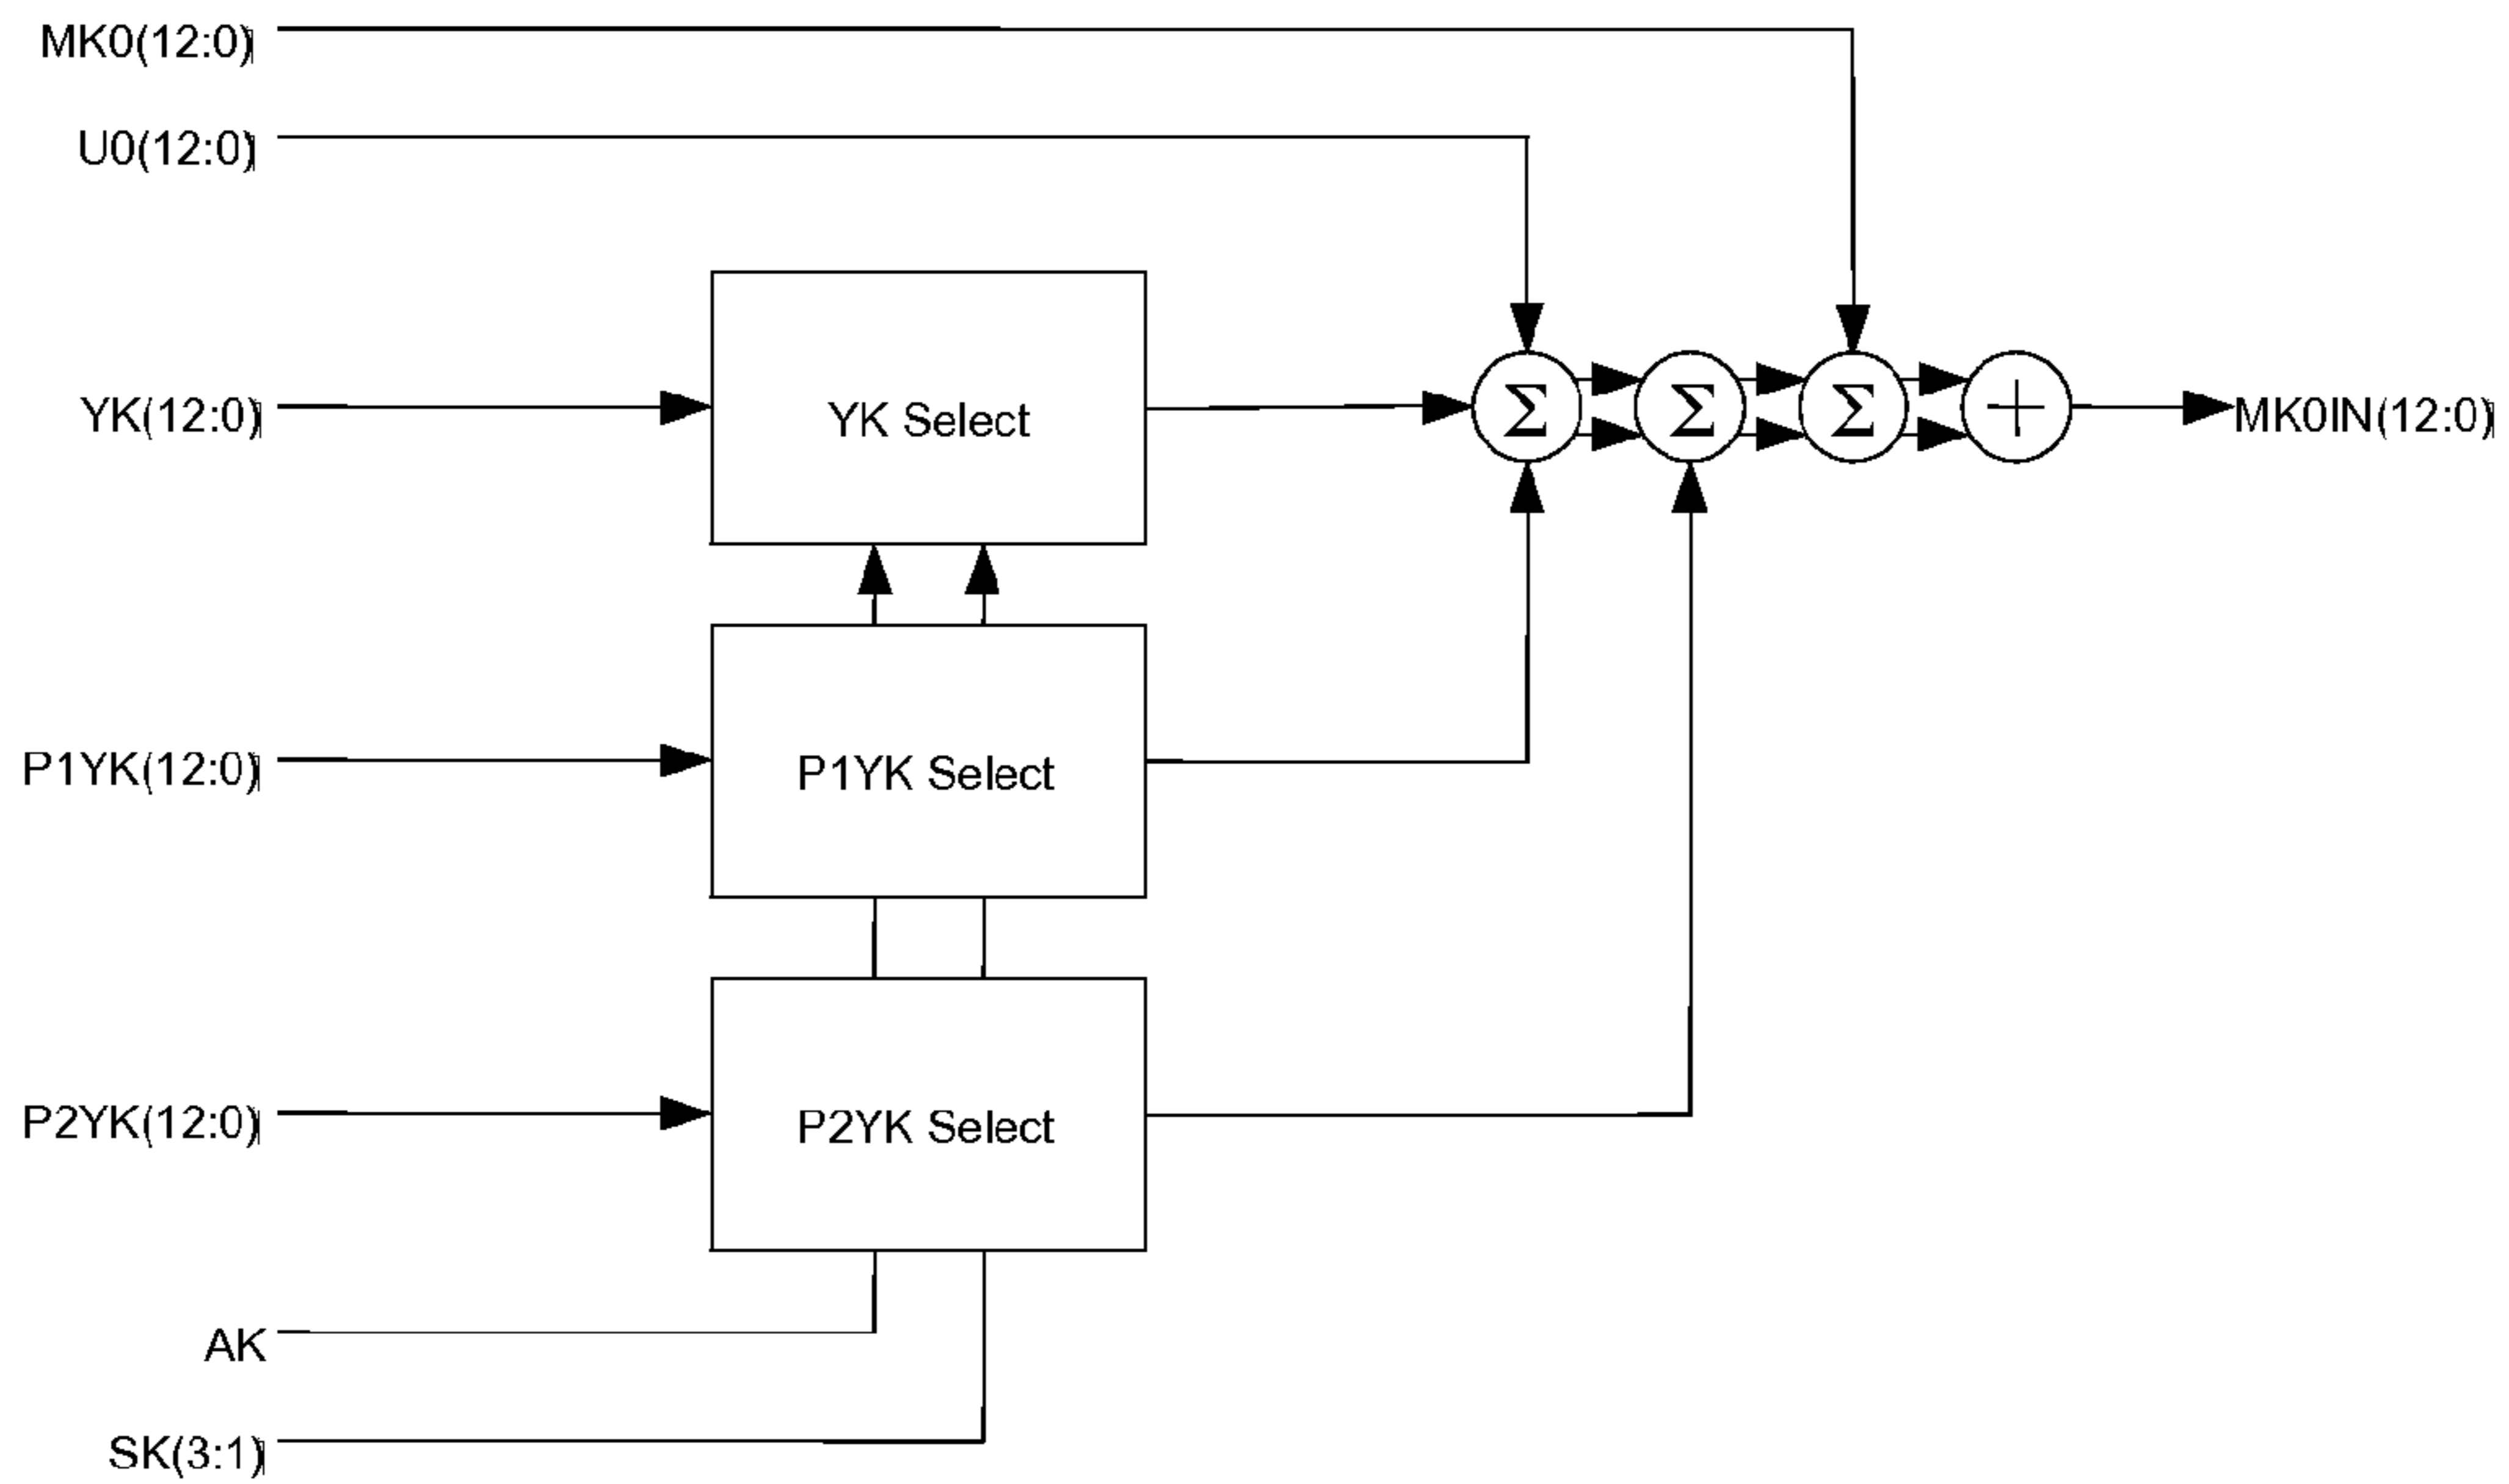 MK0(12:0)
U0(12:0)
YK(12:0)
YK Select
Σ Σ Σ +
MK0IN(12:0)
P1YK(12:0)
P1YK Select
P2YK(12:0)
P2YK Select
AK
SK(3:1)